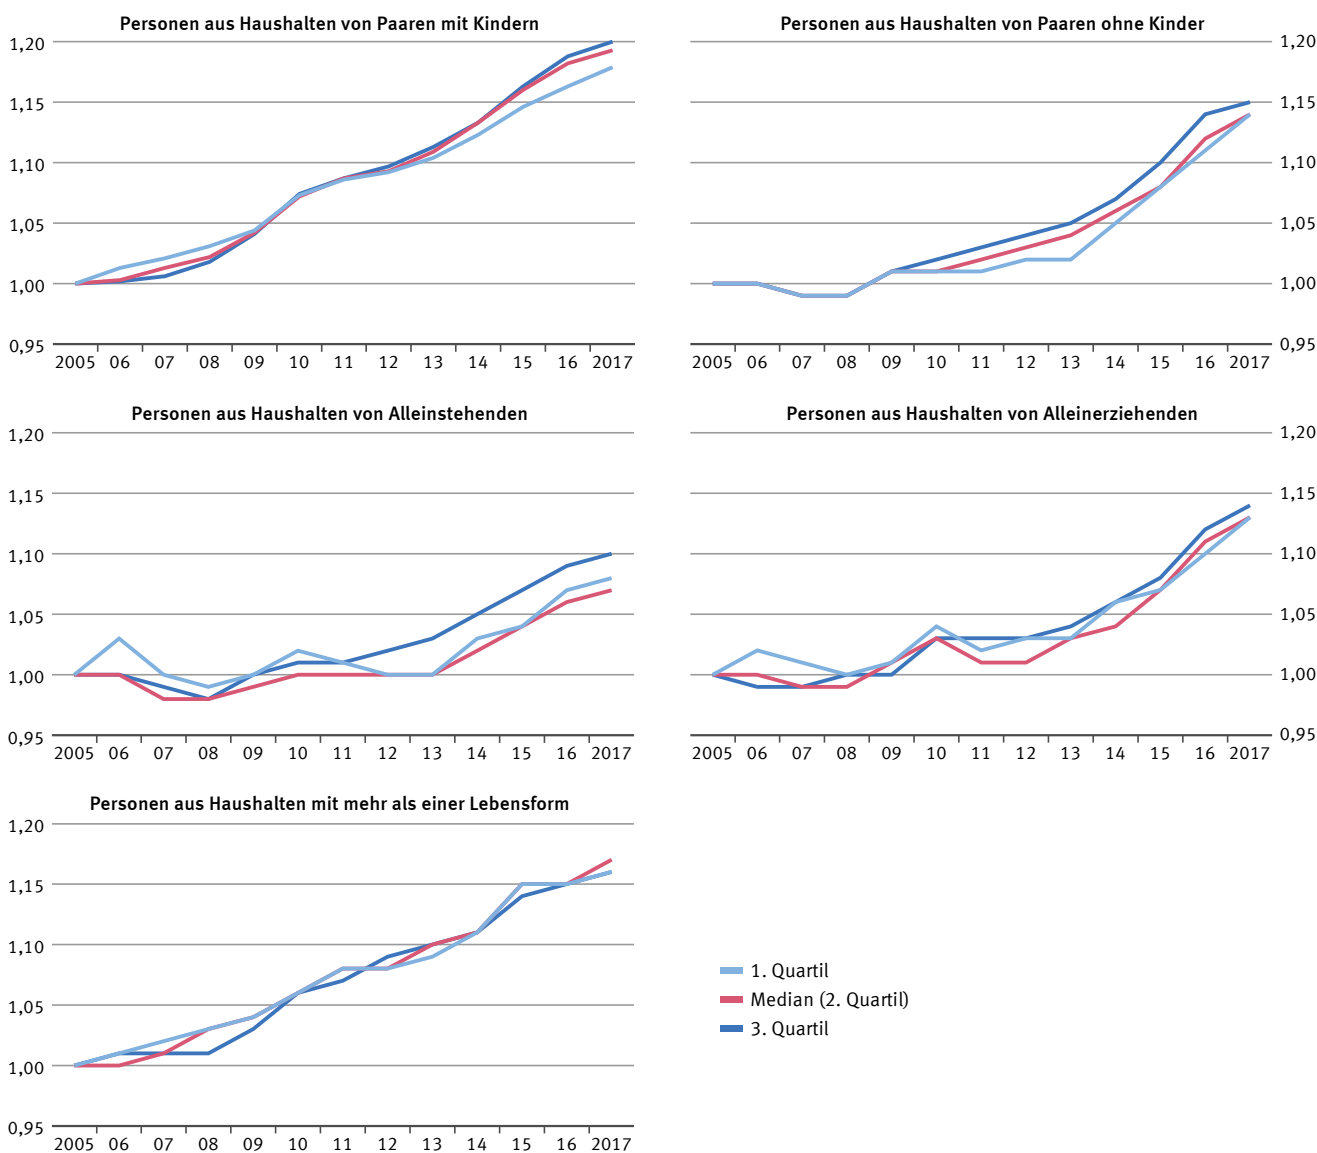 Personen aus Haushalten von Paaren mit Kindern
1,20
1,15
1,10
1,05
1,00
0,95
2005 06 07 08 09 10 11 12 13 14 15 16 2017
Personen aus Haushalten von Paaren ohne Kinder
1,20
1,15
1,10
1,05
1,00
0,95
2005 06 07 08 09 10 11 12 13 14 15 16 2017
Personen aus Haushalten von Alleinstehenden
1,20
1,15
1,10
1,05
1,00
0,95
2005 06 07 08 09 10 11 12 13 14 15 16 2017
Personen aus Haushalten von Alleinerziehenden
1,20
1,15
1,10
1,05
1,00
0,95
2005 06 07 08 09 10 11 12 13 14 15 16 2017
Personen aus Haushalten mit mehr als einer Lebensform
1,20
1,15
1,10
1,05
1,00
0,95
2005 06 07 08 09 10 11 12 13 14 15 16 2017
1. Quartil
Median (2. Quartil)
3. Quartil